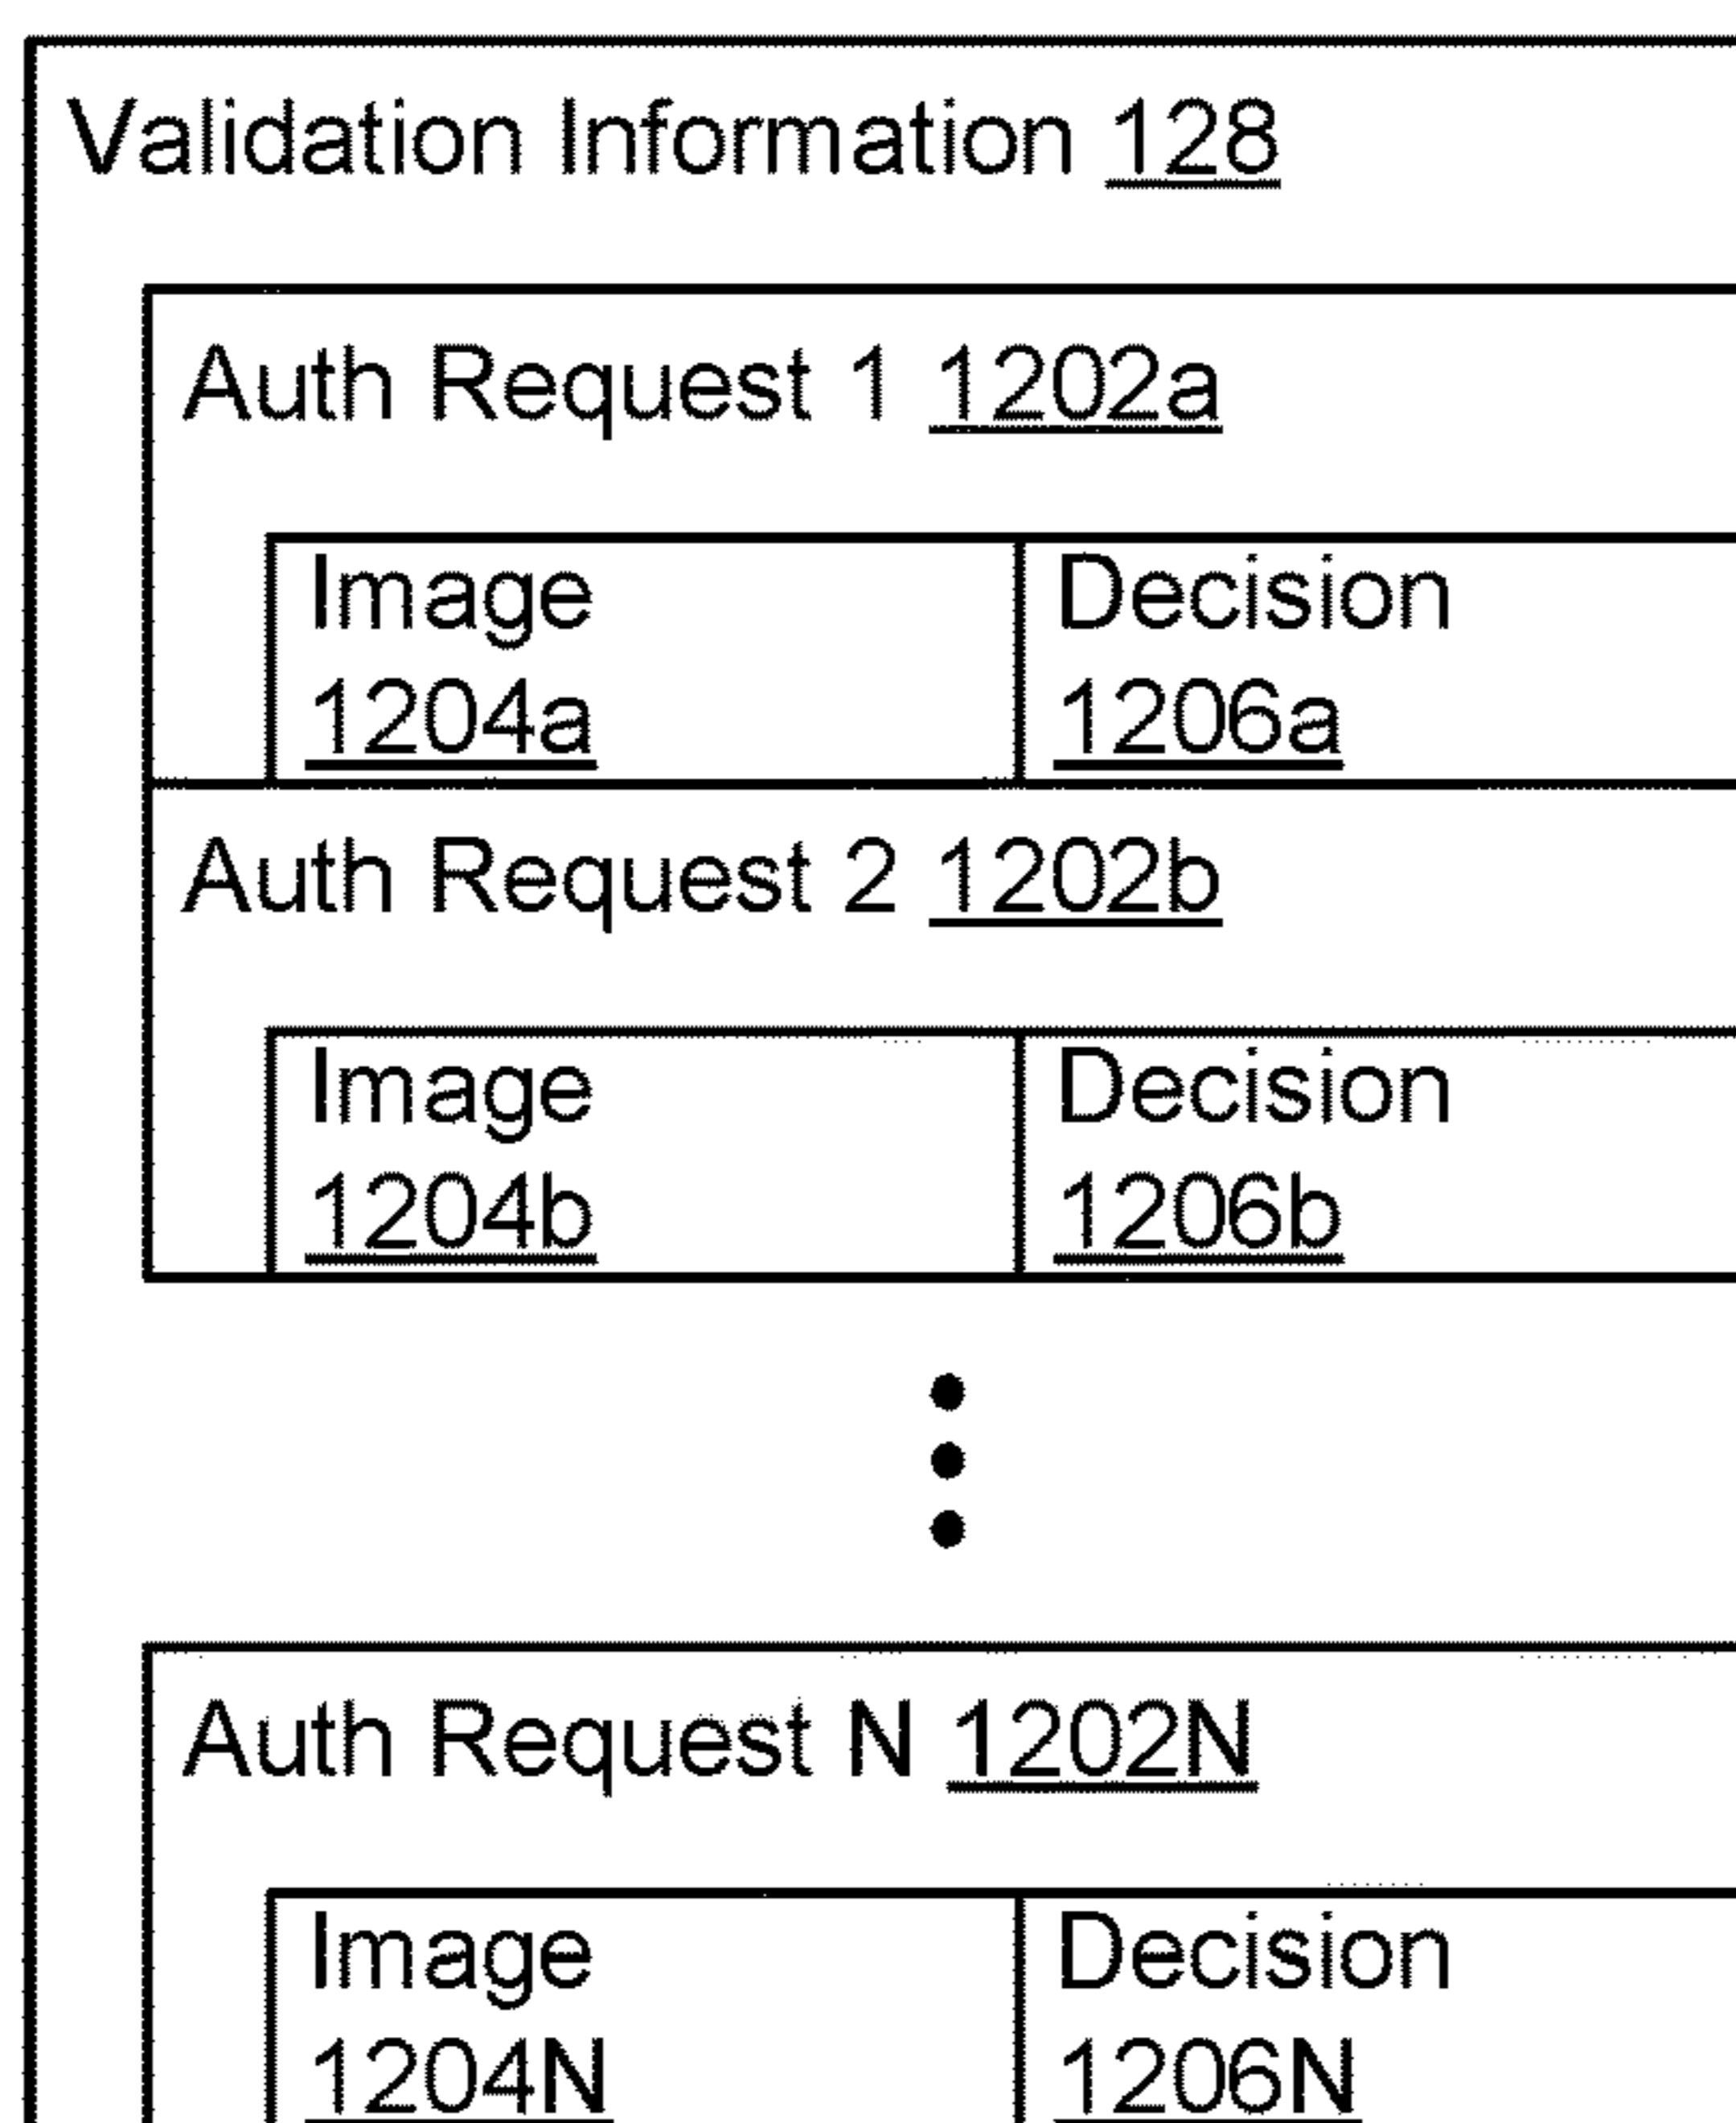 Validation Information 128
Auth Request 1 1202a
Image Decision
1204a 1206a
Auth Request 2 1202b
Image Decision
1204b 1206b
Auth Request N 1202N
Image Decision
1204N 1206N